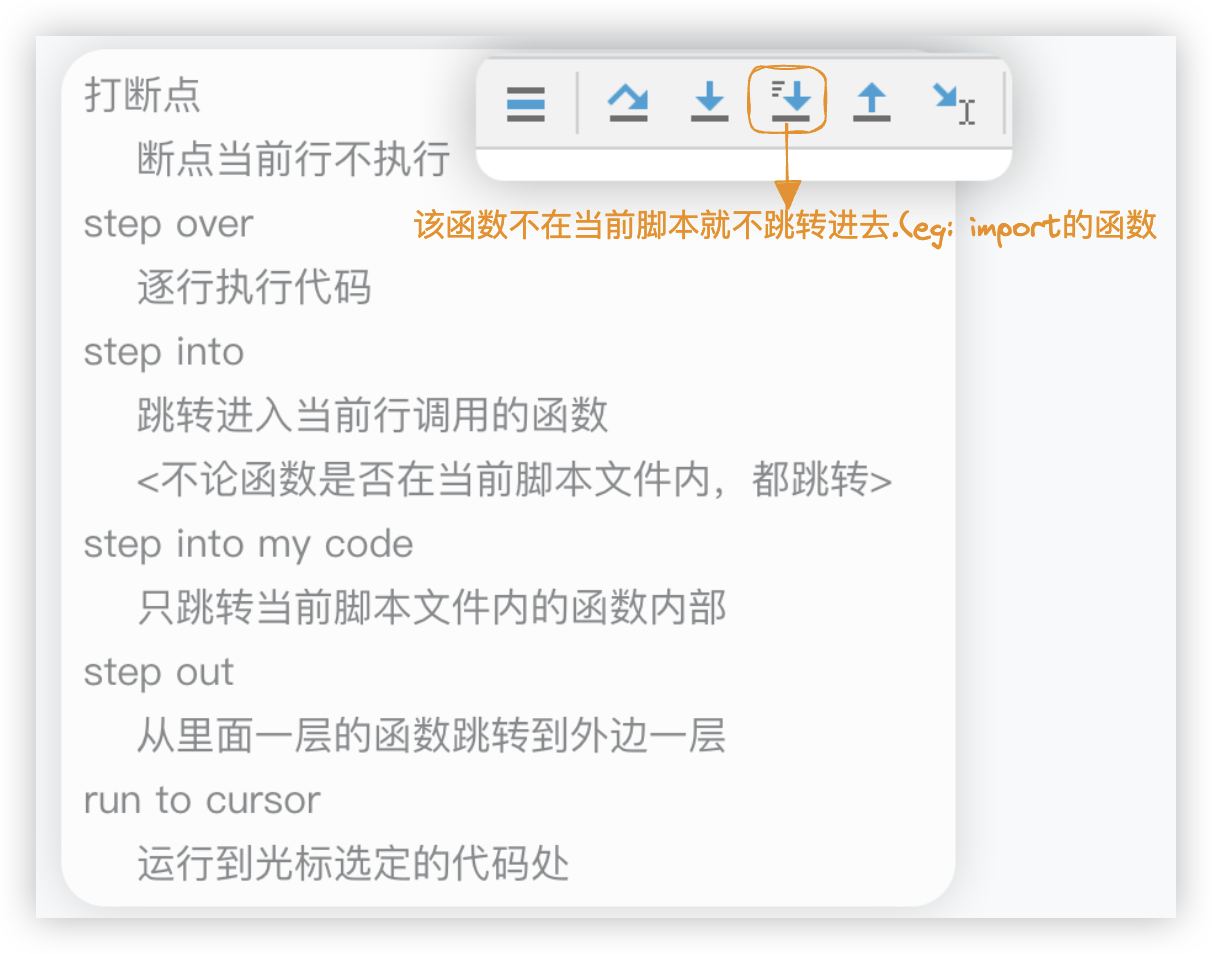 打断点
断点当前行不执行
step over
该函数不在当前脚本就不跳转进去.(eg: import的函数
逐行执行代码
step into
跳转进入当前行调用的函数
<不论函数是否在当前脚本文件内，都跳转>
step into my code
只跳转当前脚本文件内的函数内部
step out
从里面一层的函数跳转到外边一层
run to cursor
运行到光标选定的代码处